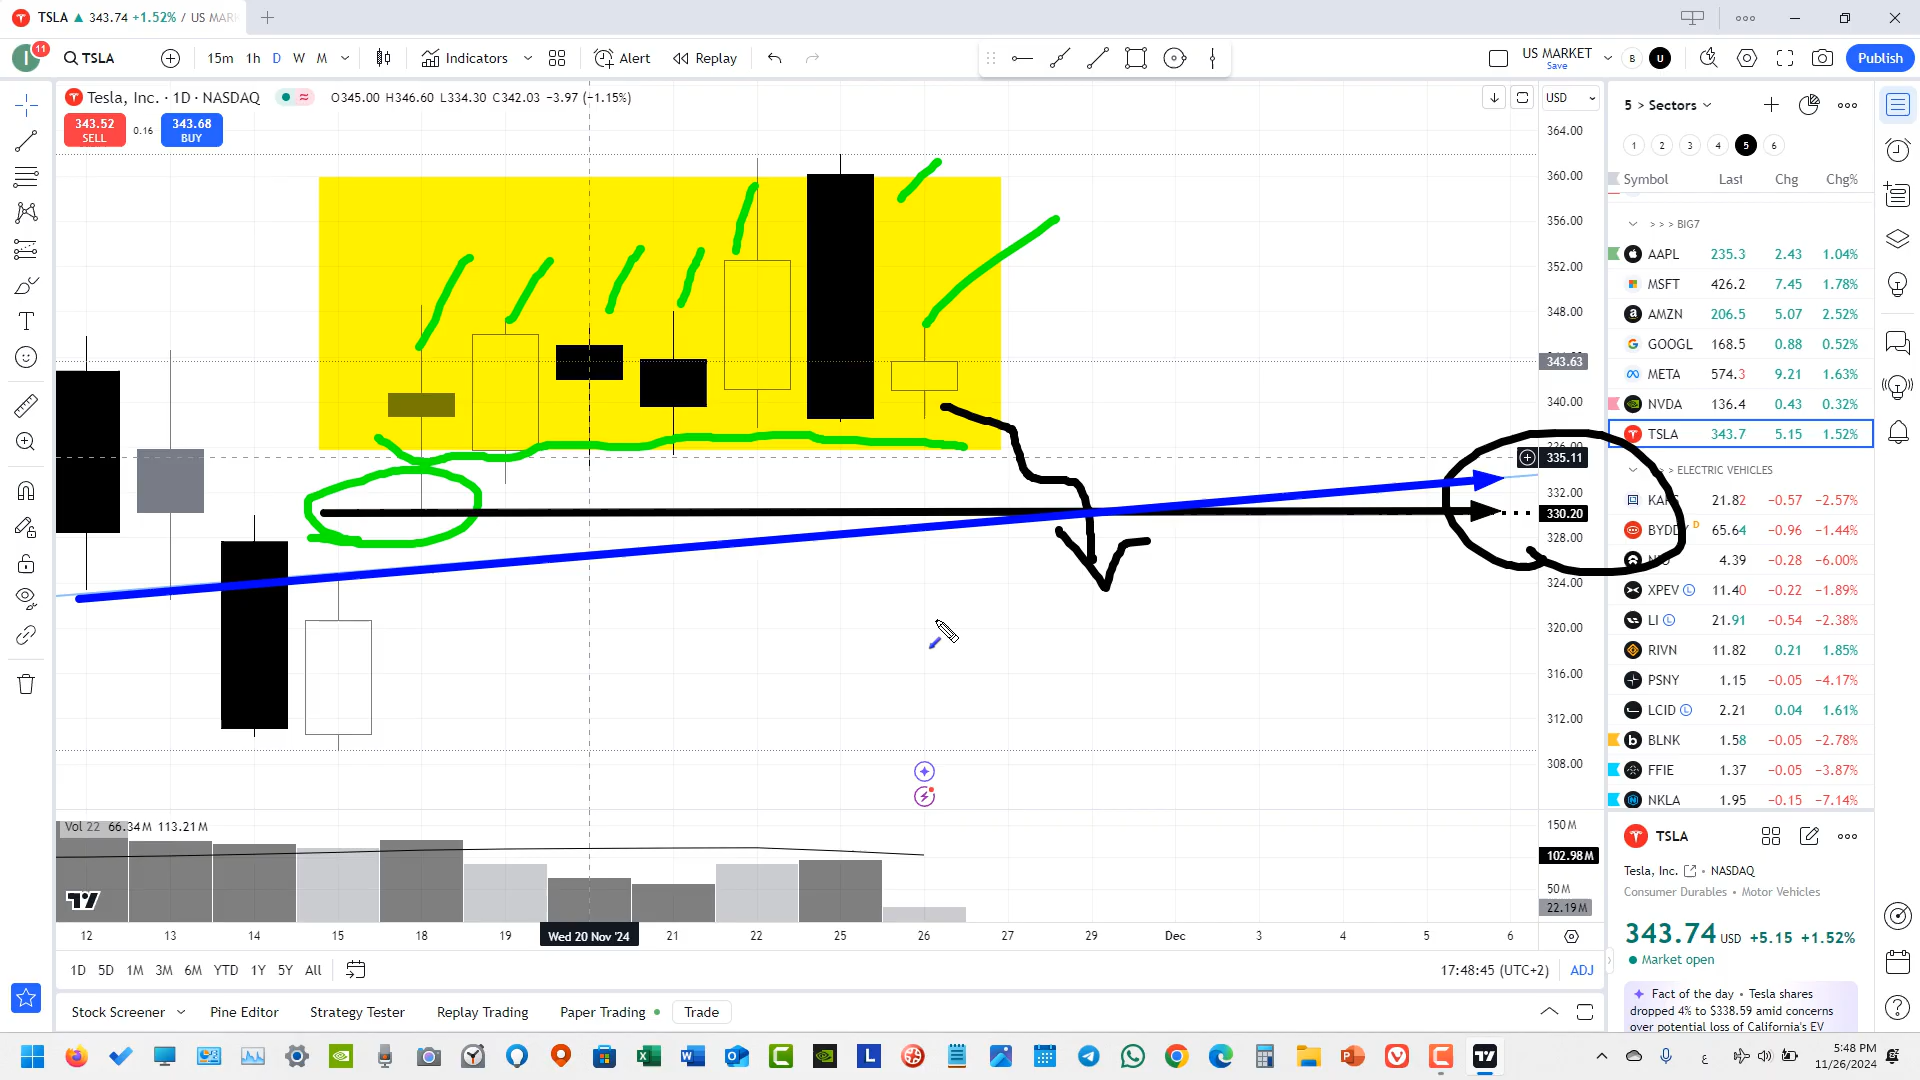 TSLA ▲ 343.74 +1.52% / US MAR
11
TSLA
15m 1h D W M
Indicators
Alert
Replay
US MARKET
Save
B
U
Publish
Tesla, Inc. · 1D · NASDAQ
O345.00 H346.60 L334.30 C342.03 −3.97 (−1.15%)
343.52
SELL
0.16
343.68
BUY
USD
364.00
360.00
356.00
352.00
348.00
343.63
340.00
335.11
332.00
330.20
328.00
324.00
320.00
316.00
312.00
308.00
Vol 22 66.34M 113.21M
150M
102.98M
50M
22.19M
12 13 14 15 18 19 Wed 20 Nov '24 21 22 25 26 27 29 Dec 3 4 5 6
1D 5D 1M 3M 6M YTD 1Y 5Y All
17:48:45 (UTC+2) ADJ
Stock Screener Pine Editor Strategy Tester Replay Trading Paper Trading Trade
5 > Sectors
1 2 3 4 5 6
Symbol Last Chg Chg%
> > > BIG7
AAPL 235.3 2.43 1.04%
MSFT 426.2 7.45 1.78%
AMZN 206.5 5.07 2.52%
GOOGL 168.5 0.88 0.52%
META 574.3 9.21 1.63%
NVDA 136.4 0.43 0.32%
TSLA 343.7 5.15 1.52%
> ELECTRIC VEHICLES
21.82 −0.57 −2.57%
BYDDY D 65.64 −0.96 −1.44%
4.39 −0.28 −6.00%
XPEV L 11.40 −0.22 −1.89%
LI L 21.91 −0.54 −2.38%
RIVN 11.82 0.21 1.85%
PSNY 1.15 −0.05 −4.17%
LCID L 2.21 0.04 1.61%
BLNK 1.58 −0.05 −2.78%
FFIE 1.37 −0.05 −3.87%
NKLA 1.95 −0.15 −7.14%
TSLA
Tesla, Inc. • NASDAQ
Consumer Durables • Motor Vehicles
343.74 USD +5.15 +1.52%
Market open
Fact of the day • Tesla shares
dropped 4% to $338.59 amid concerns
over potential loss of California's EV
ع
5:48 PM
11/26/2024